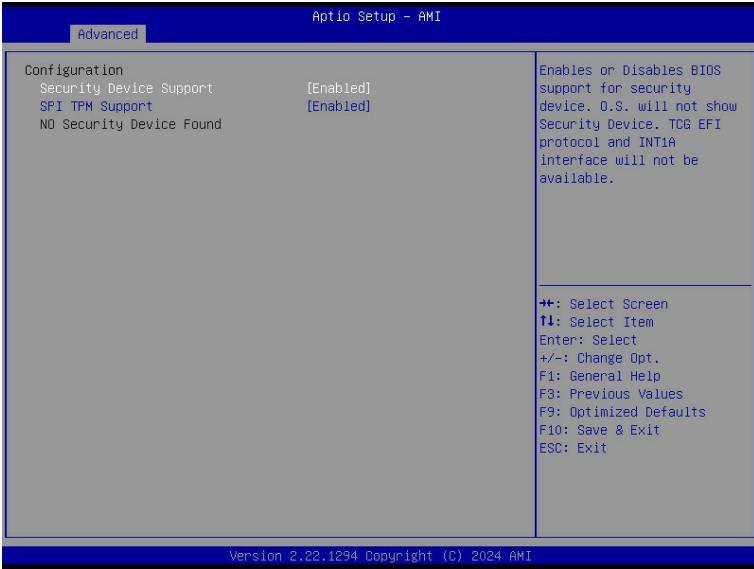 Aptio Setup – AMI
Advanced
Configuration
Security Device Support [Enabled]
SPI TPM Support [Enabled]
NO Security Device Found
Enables or Disables BIOS
support for security
device. O.S. will not show
Security Device. TCG EFI
protocol and INT1A
interface will not be
available.
→←: Select Screen
↑↓: Select Item
Enter: Select
+/-: Change Opt.
F1: General Help
F3: Previous Values
F9: Optimized Defaults
F10: Save & Exit
ESC: Exit
Version 2.22.1294 Copyright (C) 2024 AMI